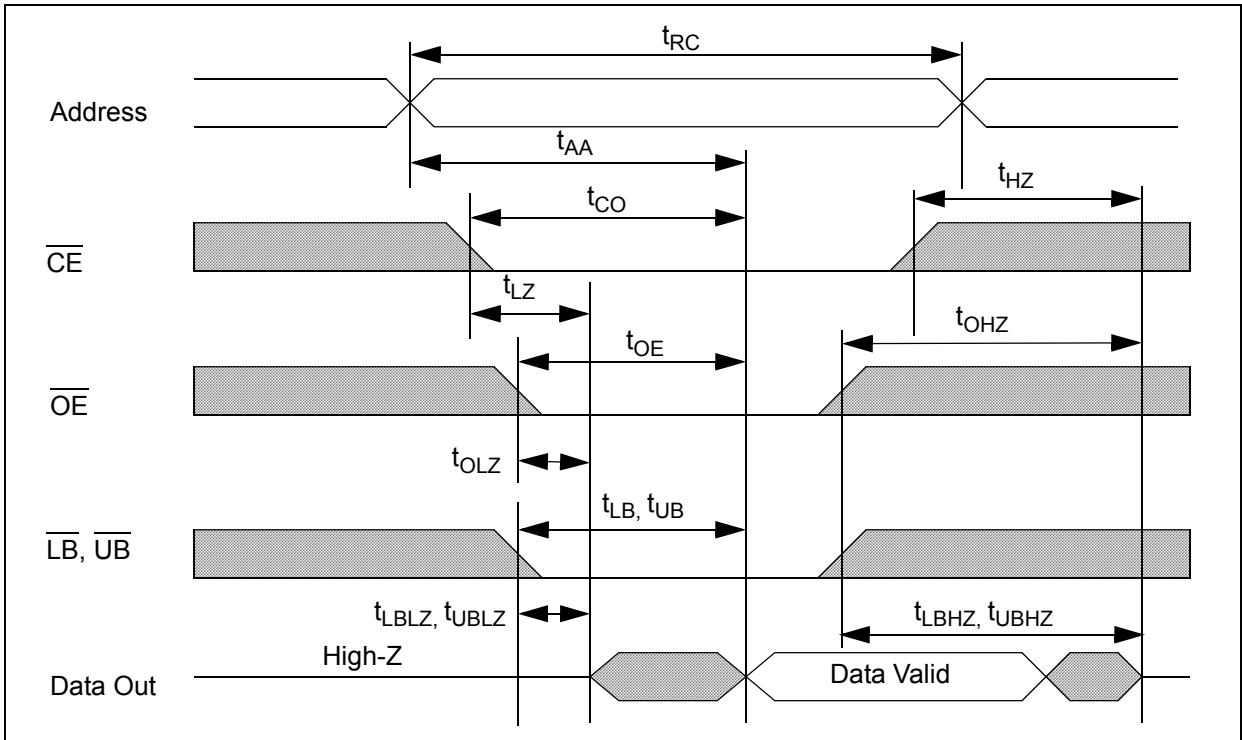 tRC
Address
tAA
tHZ
tCO
CE
tLZ
tOHZ
tOE
OE
tOLZ
tLB, tUB
LB, UB
tLBLZ, tUBLZ
tLBHZ, tUBHZ
High-Z
Data Valid
Data Out